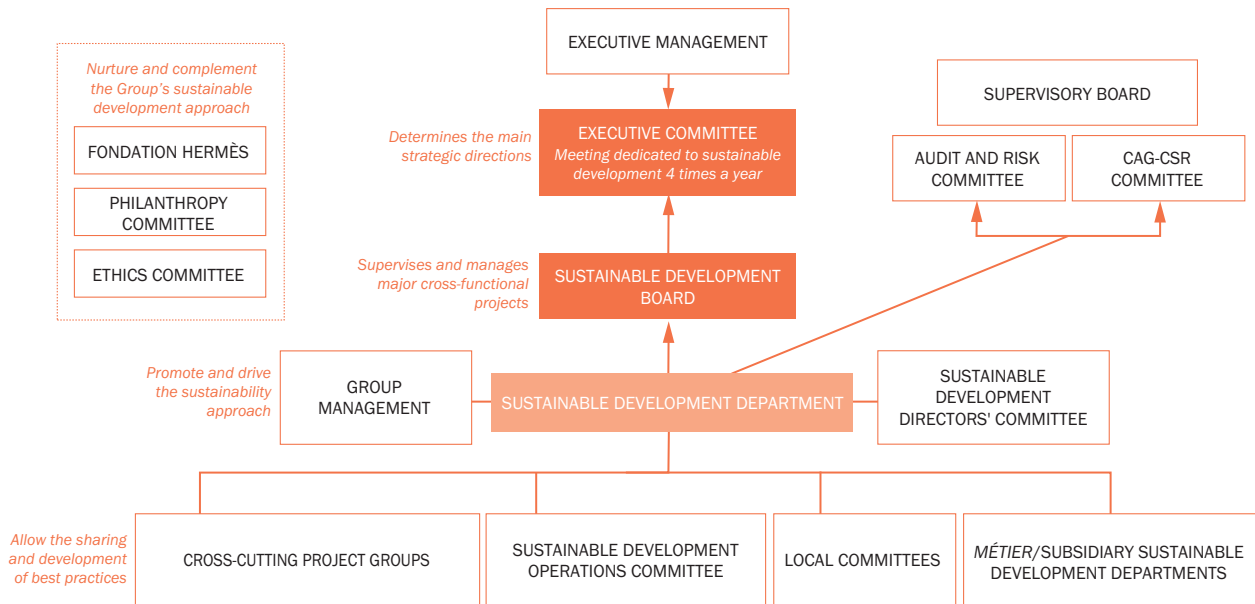 EXECUTIVE MANAGEMENT
Nurture and complement
the Group's sustainable
development approach
FONDATION HERMÈS
PHILANTHROPY
COMMITTEE
ETHICS COMMITTEE
Determines the main
strategic directions
EXECUTIVE COMMITTEE
Meeting dedicated to sustainable
development 4 times a year
SUPERVISORY BOARD
AUDIT AND RISK
COMMITTEE
CAG-CSR
COMMITTEE
Supervises and manages
major cross-functional
projects
SUSTAINABLE DEVELOPMENT
BOARD
Promote and drive
the sustainability
approach
GROUP
MANAGEMENT
SUSTAINABLE DEVELOPMENT DEPARTMENT
SUSTAINABLE
DEVELOPMENT
DIRECTORS' COMMITTEE
Allow the sharing
and development
of best practices
CROSS-CUTTING PROJECT GROUPS
SUSTAINABLE DEVELOPMENT
OPERATIONS COMMITTEE
LOCAL COMMITTEES
MÉTIER/SUBSIDIARY SUSTAINABLE
DEVELOPMENT DEPARTMENTS